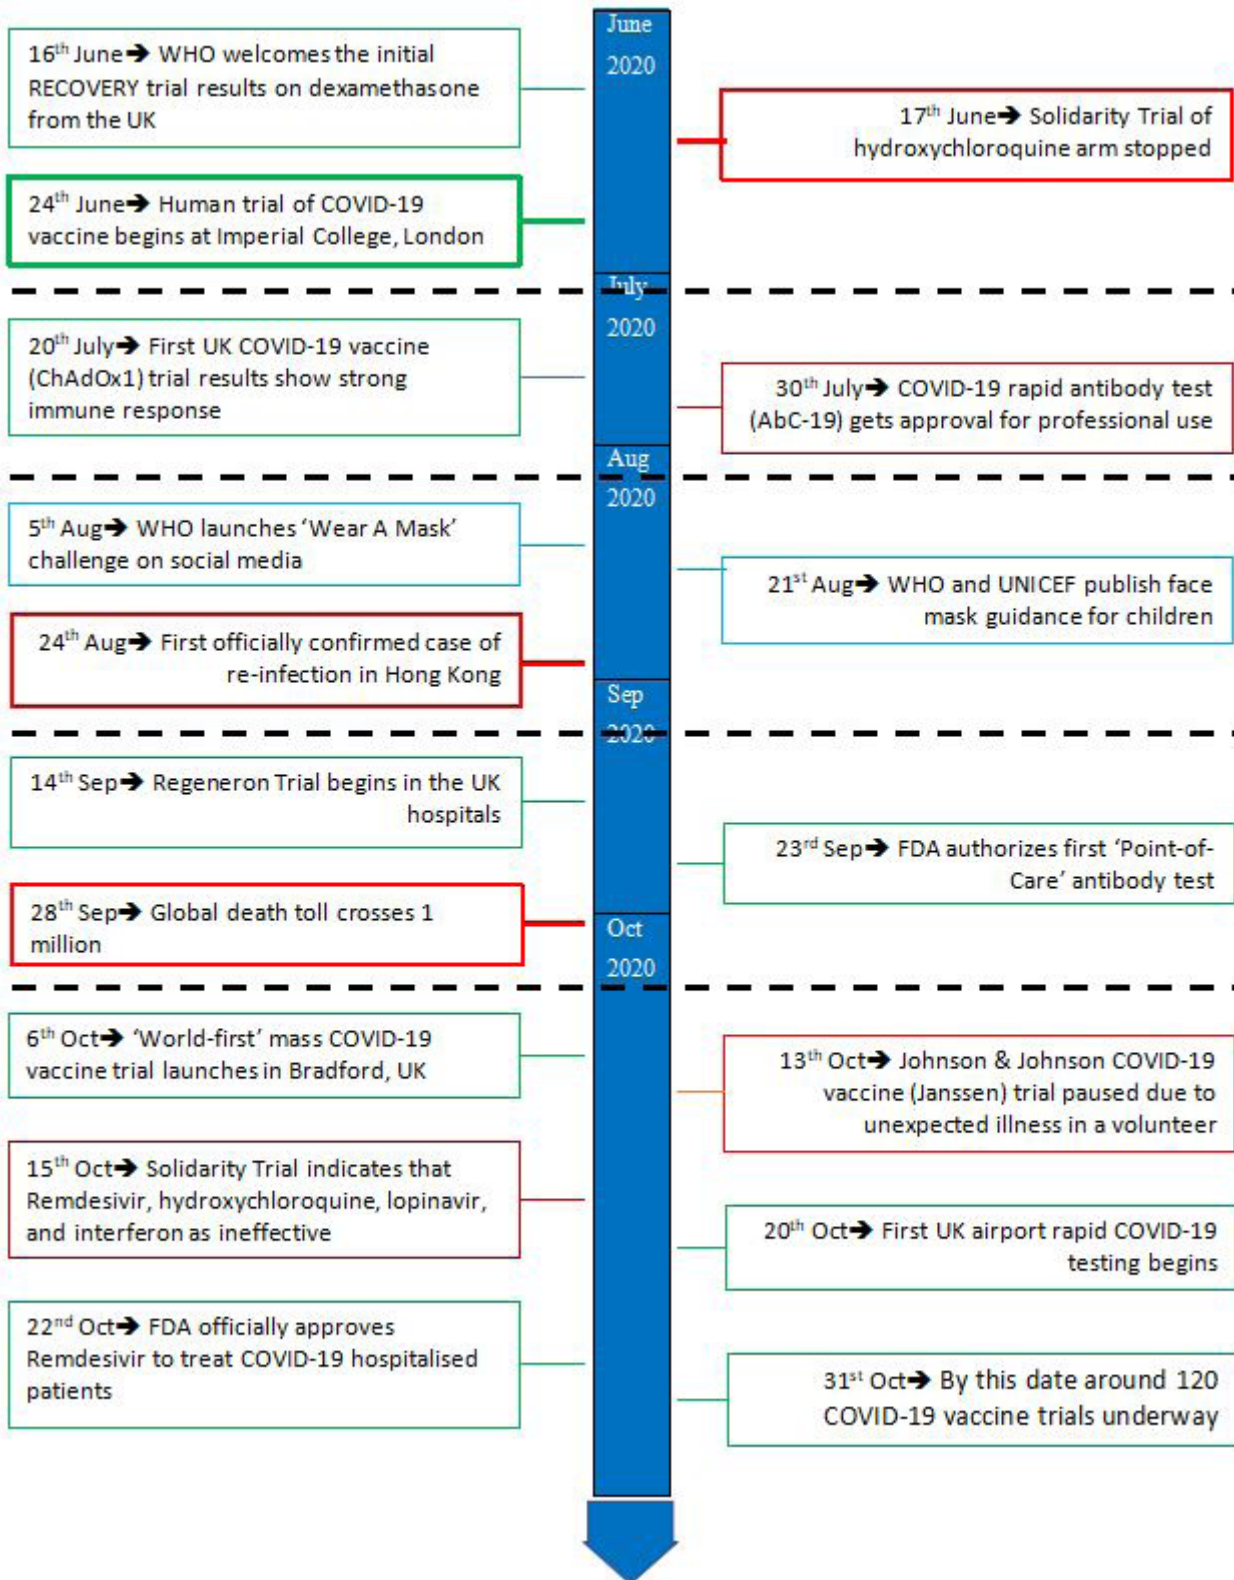 June
2020
16th June➔ WHO welcomes the initial
RECOVERY trial results on dexamethasone
from the UK
17th June➔ Solidarity Trial of
hydroxychloroquine arm stopped
24th June➔ Human trial of COVID-19
vaccine begins at Imperial College, London
July
2020
20th July➔ First UK COVID-19 vaccine
(ChAdOx1) trial results show strong
immune response
30th July➔ COVID-19 rapid antibody test
(AbC-19) gets approval for professional use
Aug
2020
5th Aug➔ WHO launches ‘Wear A Mask’
challenge on social media
21st Aug➔ WHO and UNICEF publish face
mask guidance for children
24th Aug➔ First officially confirmed case of
re-infection in Hong Kong
Sep
2020
14th Sep➔ Regeneron Trial begins in the UK
hospitals
23rd Sep➔ FDA authorizes first ‘Point-of-
Care’ antibody test
28th Sep➔ Global death toll crosses 1
million
Oct
2020
6th Oct➔ ‘World-first’ mass COVID-19
vaccine trial launches in Bradford, UK
13th Oct➔ Johnson & Johnson COVID-19
vaccine (Janssen) trial paused due to
unexpected illness in a volunteer
15th Oct➔ Solidarity Trial indicates that
Remdesivir, hydroxychloroquine, lopinavir,
and interferon as ineffective
20th Oct➔ First UK airport rapid COVID-19
testing begins
22nd Oct➔ FDA officially approves
Remdesivir to treat COVID-19 hospitalised
patients
31st Oct➔ By this date around 120
COVID-19 vaccine trials underway